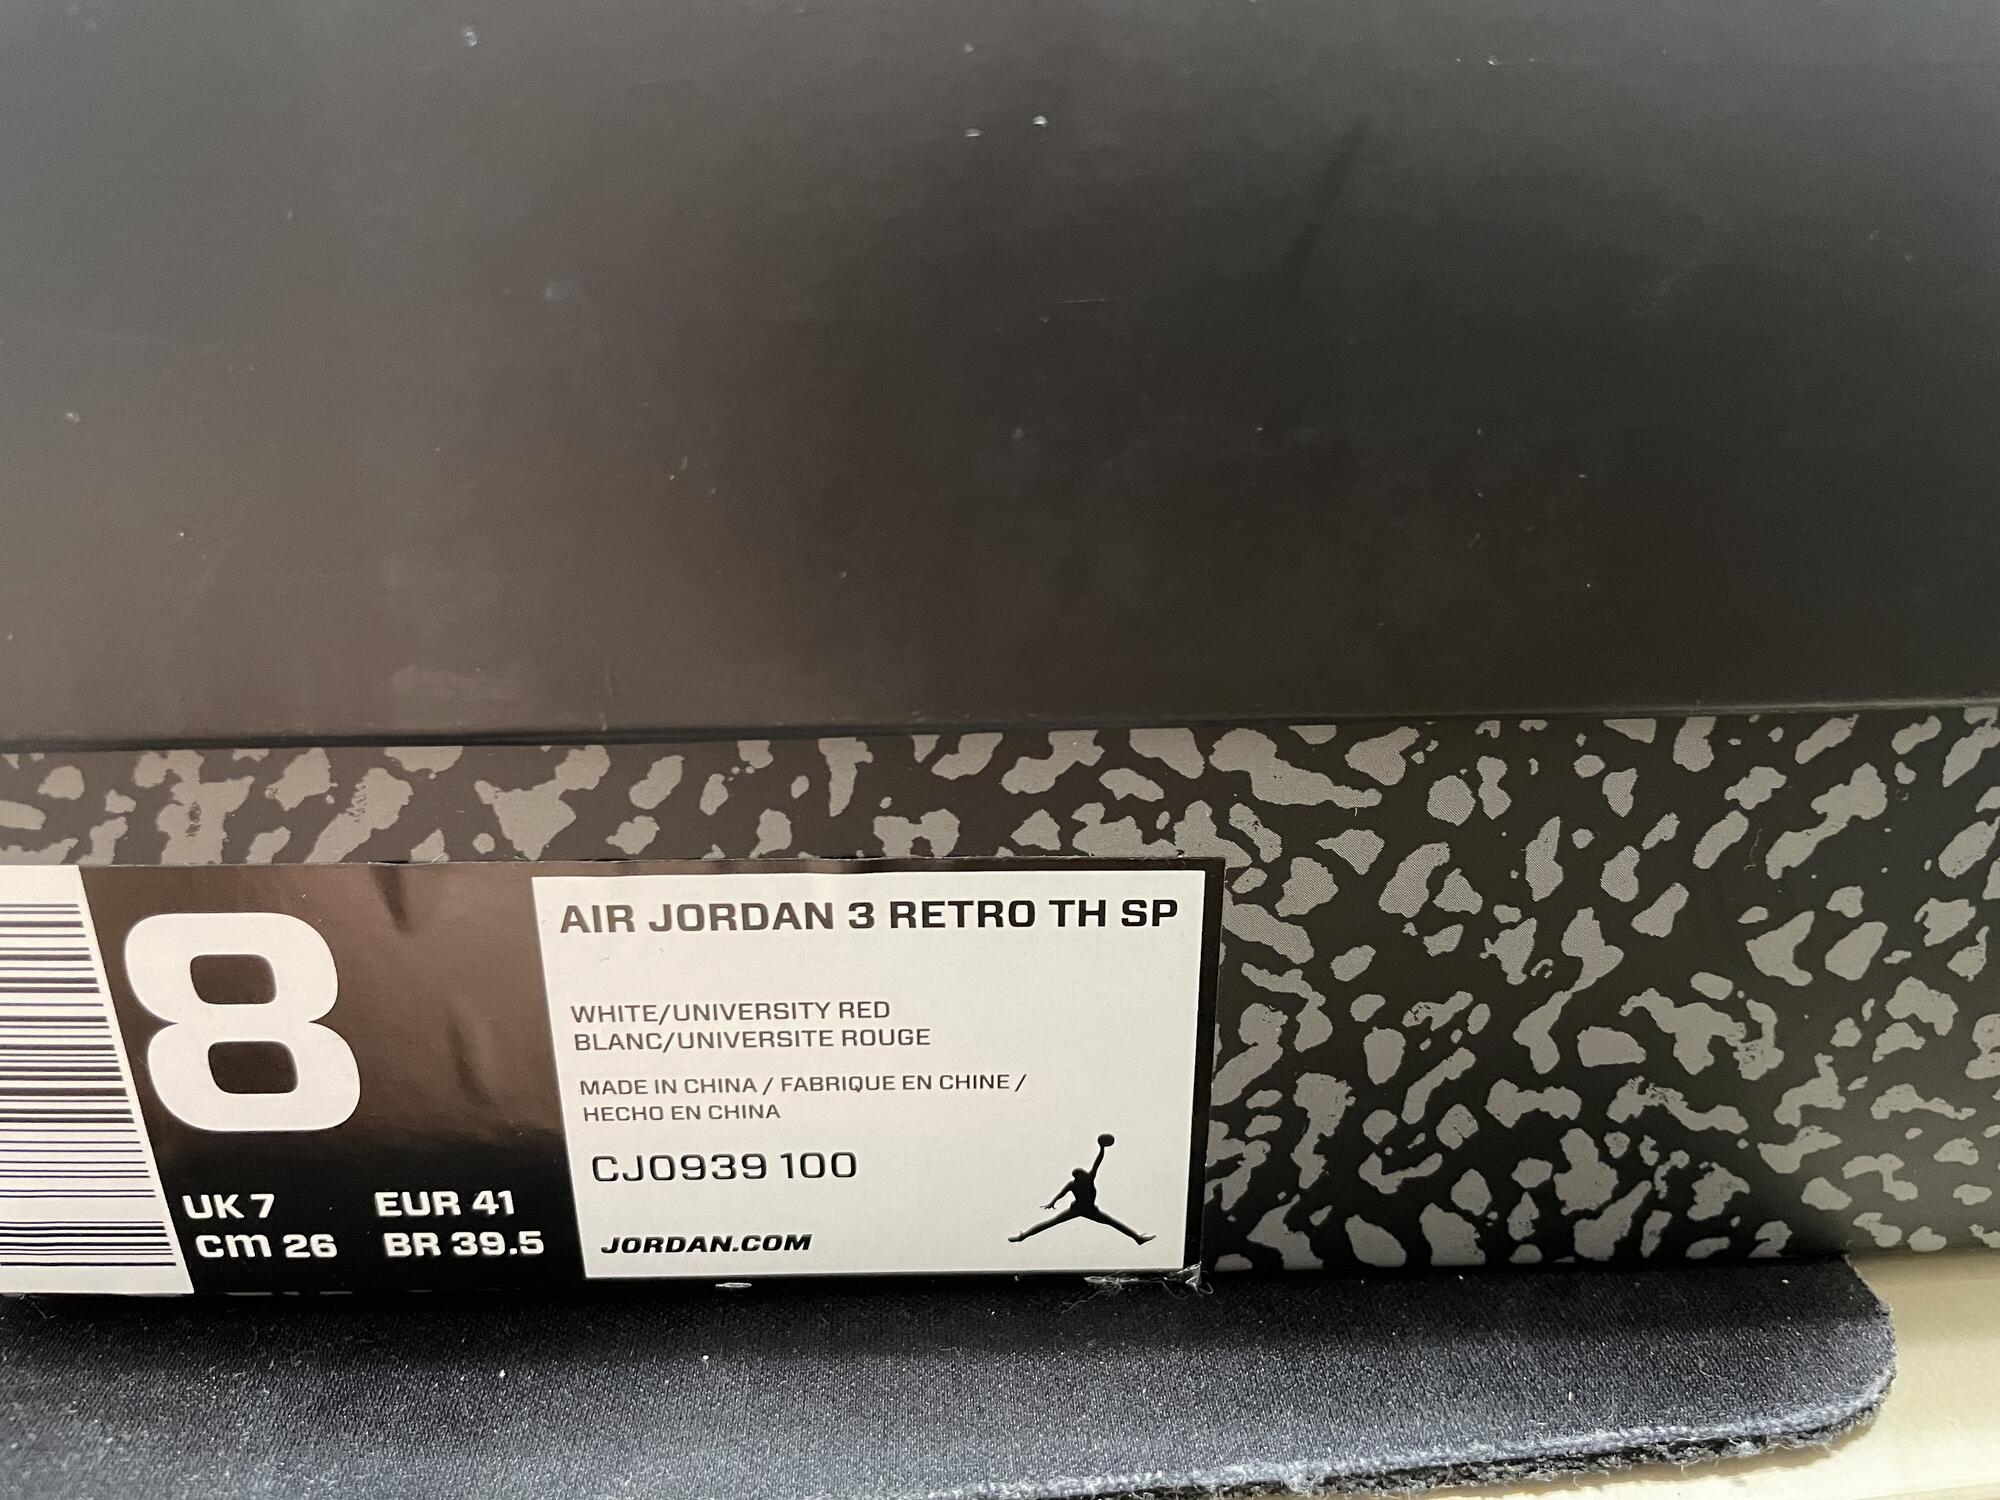 8
UK 7 EUR 41
cm 26 BR 39.5
AIR JORDAN 3 RETRO TH SP
WHITE/UNIVERSITY RED
BLANC/UNIVERSITE ROUGE
MADE IN CHINA / FABRIQUE EN CHINE /
HECHO EN CHINA
CJ0939 100
JORDAN.COM